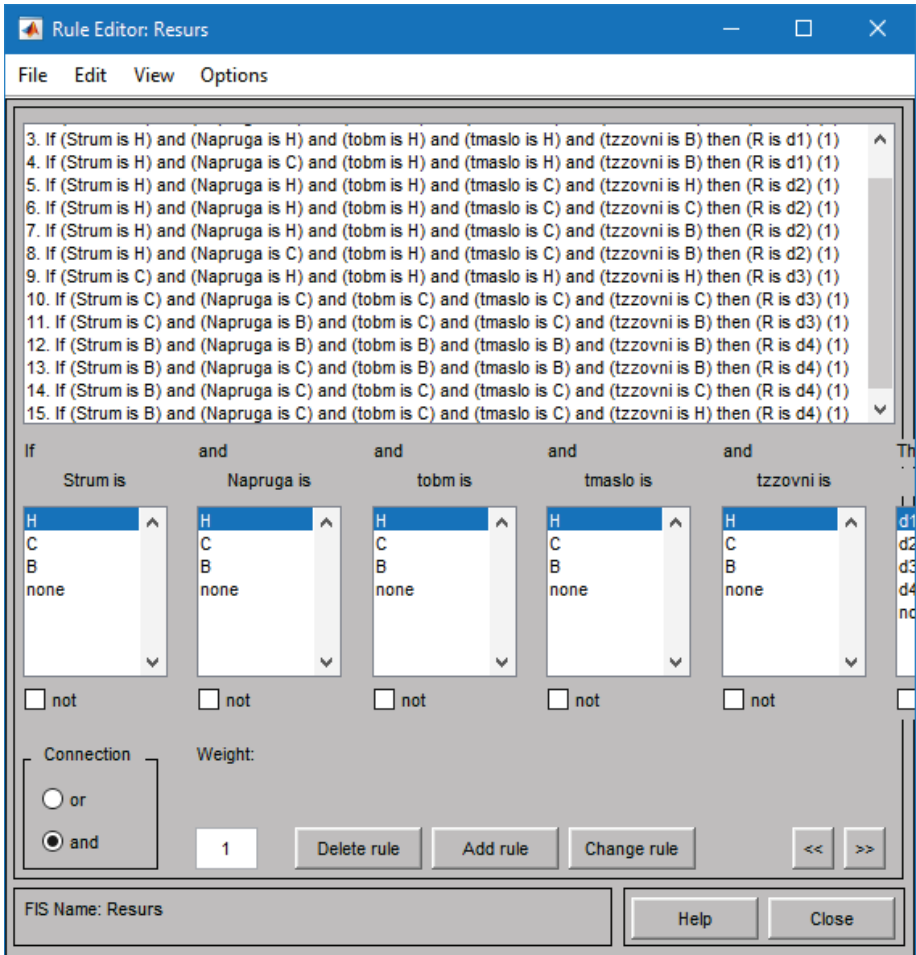 Rule Editor: Resurs
File Edit View Options
3. If (Strum is H) and (Napruga is H) and (tobm is H) and (tmaslo is H) and (tzzovni is B) then (R is d1) (1)
4. If (Strum is H) and (Napruga is C) and (tobm is H) and (tmaslo is H) and (tzzovni is B) then (R is d1) (1)
5. If (Strum is H) and (Napruga is H) and (tobm is H) and (tmaslo is C) and (tzzovni is H) then (R is d2) (1)
6. If (Strum is H) and (Napruga is H) and (tobm is H) and (tmaslo is C) and (tzzovni is C) then (R is d2) (1)
7. If (Strum is H) and (Napruga is H) and (tobm is H) and (tmaslo is C) and (tzzovni is B) then (R is d2) (1)
8. If (Strum is H) and (Napruga is C) and (tobm is H) and (tmaslo is C) and (tzzovni is B) then (R is d2) (1)
9. If (Strum is C) and (Napruga is H) and (tobm is H) and (tmaslo is H) and (tzzovni is H) then (R is d3) (1)
10. If (Strum is C) and (Napruga is C) and (tobm is C) and (tmaslo is C) and (tzzovni is C) then (R is d3) (1)
11. If (Strum is C) and (Napruga is B) and (tobm is C) and (tmaslo is C) and (tzzovni is B) then (R is d3) (1)
12. If (Strum is B) and (Napruga is B) and (tobm is B) and (tmaslo is B) and (tzzovni is B) then (R is d4) (1)
13. If (Strum is B) and (Napruga is C) and (tobm is B) and (tmaslo is B) and (tzzovni is B) then (R is d4) (1)
14. If (Strum is B) and (Napruga is C) and (tobm is C) and (tmaslo is C) and (tzzovni is B) then (R is d4) (1)
15. If (Strum is B) and (Napruga is C) and (tobm is C) and (tmaslo is C) and (tzzovni is H) then (R is d4) (1)
If and and and and Th
Strum is Napruga is tobm is tmaslo is tzzovni is
H H H H H d1
C C C C C d2
B B B B B d3
none none none none none d4
no
not not not not not
Connection Weight:
or
and 1 Delete rule Add rule Change rule << >>
FIS Name: Resurs Help Close